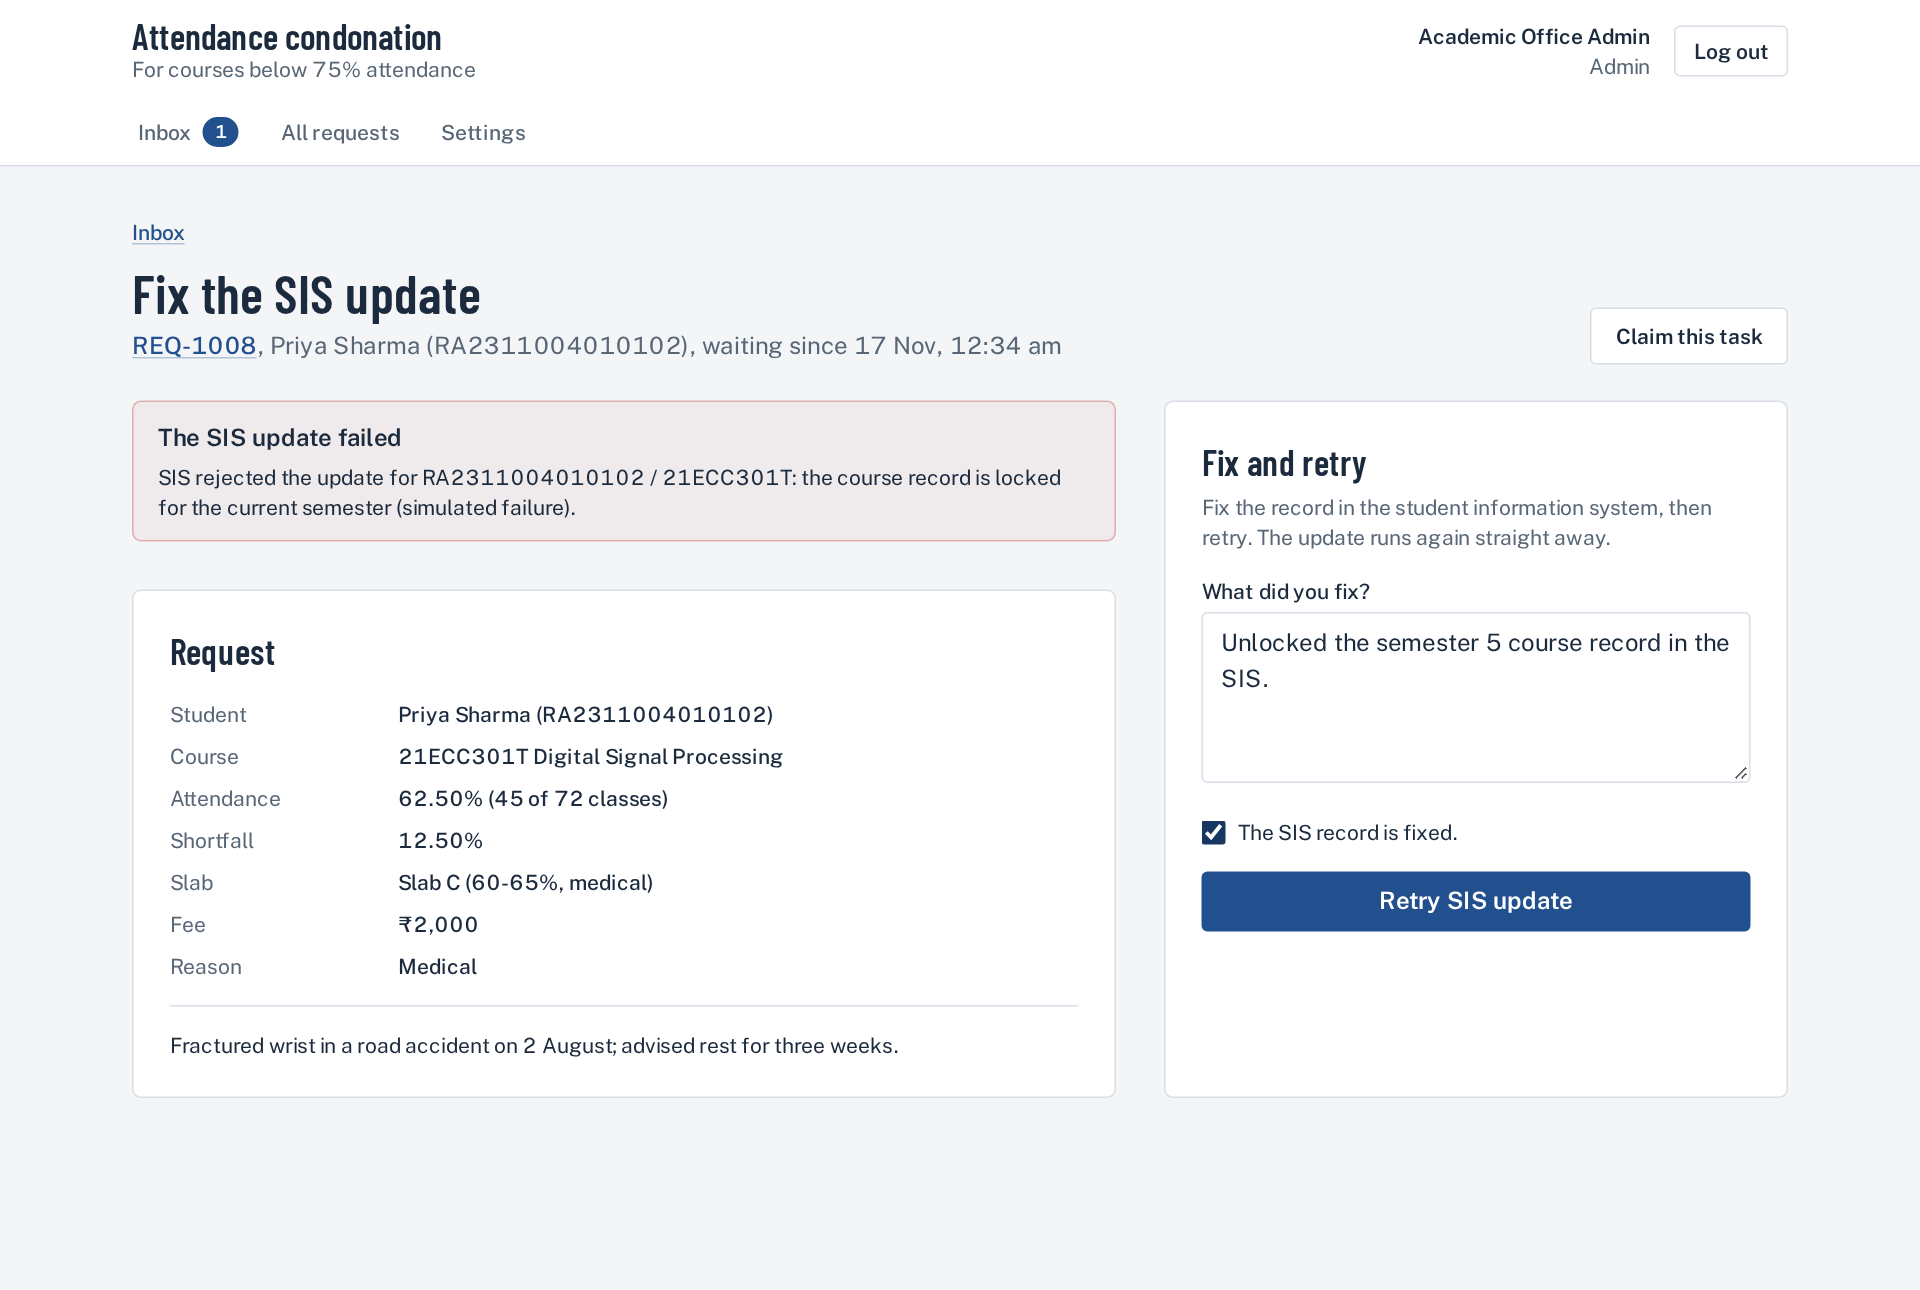 Attendance condonation
For courses below 75% attendance
Academic Office Admin
Admin
Log out
Inbox 1 All requests Settings
Inbox
Fix the SIS update
REQ-1008, Priya Sharma (RA2311004010102), waiting since 17 Nov, 12:34 am
Claim this task
The SIS update failed
SIS rejected the update for RA2311004010102 / 21ECC301T: the course record is locked
for the current semester (simulated failure).
Request
Student Priya Sharma (RA2311004010102)
Course 21ECC301T Digital Signal Processing
Attendance 62.50% (45 of 72 classes)
Shortfall 12.50%
Slab Slab C (60-65%, medical)
Fee ₹2,000
Reason Medical
Fractured wrist in a road accident on 2 August; advised rest for three weeks.
Fix and retry
Fix the record in the student information system, then
retry. The update runs again straight away.
What did you fix?
Unlocked the semester 5 course record in the
SIS.
The SIS record is fixed.
Retry SIS update